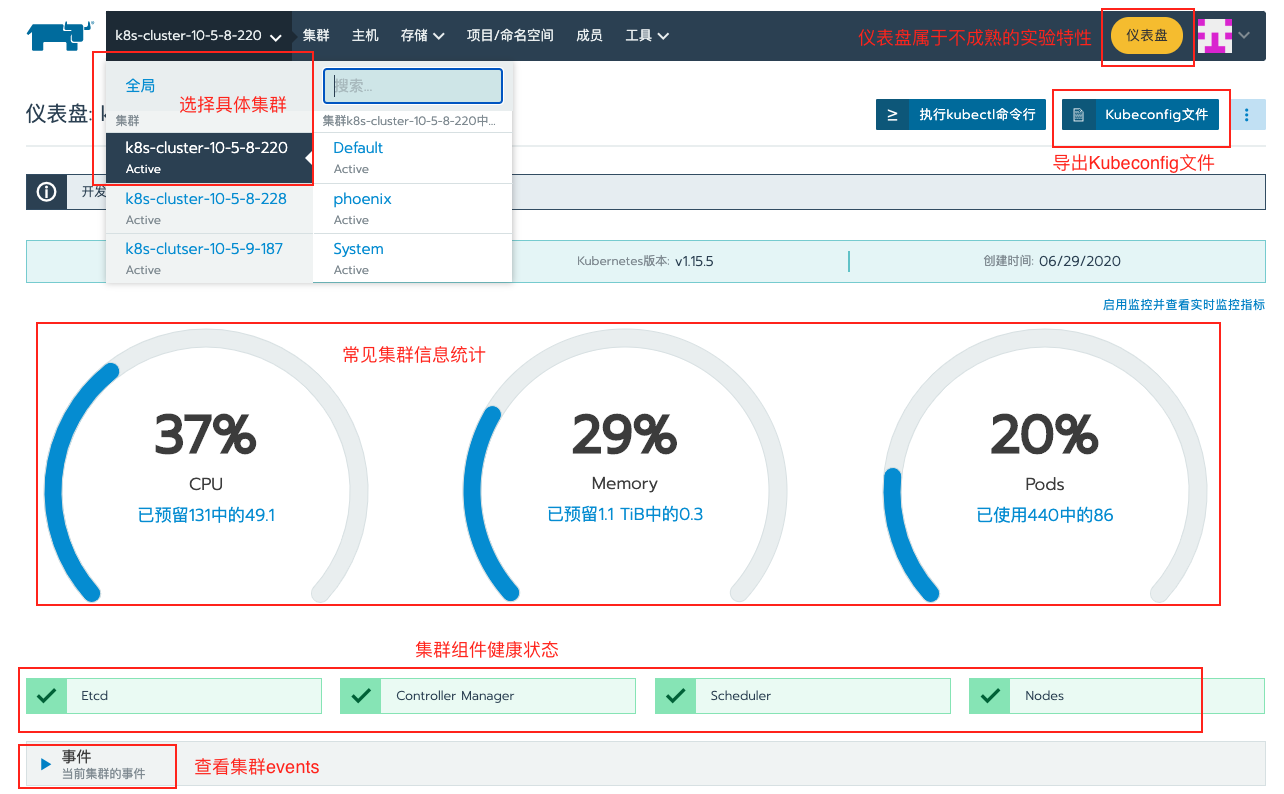 k8s-cluster-10-5-8-220 集群 主机 存储 项目/命名空间 成员 工具 仪表盘属于不成熟的实验特性 仪表盘
全局 选择具体集群 搜索...
仪表盘: k 执行kubectl命令行 Kubeconfig文件
集群 集群k8s-cluster-10-5-8-220中...
k8s-cluster-10-5-8-220 Default
Active Active
导出Kubeconfig文件
开发
k8s-cluster-10-5-8-228 phoenix
Active Active
k8s-clutser-10-5-9-187 System
Active Active
Kubernetes版本: v1.15.5 创建时间: 06/29/2020
启用监控并查看实时监控指标
常见集群信息统计
37% 29% 20%
CPU Memory Pods
已预留131中的49.1 已预留1.1 TiB中的0.3 已使用440中的86
集群组件健康状态
Etcd Controller Manager Scheduler Nodes
事件
当前集群的事件
查看集群events